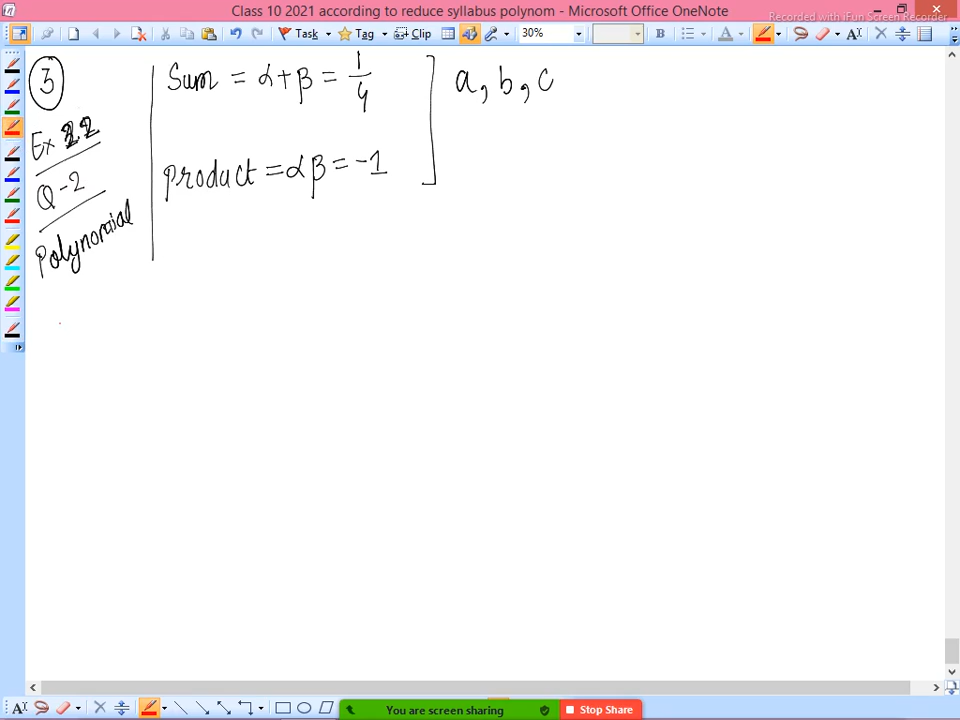 Class 10 2021 according to reduce syllabus polynom - Microsoft Office OneNote
Recorded with iFun Screen Recorder
Task Tag Clip 30% B A
3
Sum = α+β = 1/4
a, b, c
Ex 2.2
Q-2
product = αβ = -1
Polynomial
You are screen sharing Stop Share